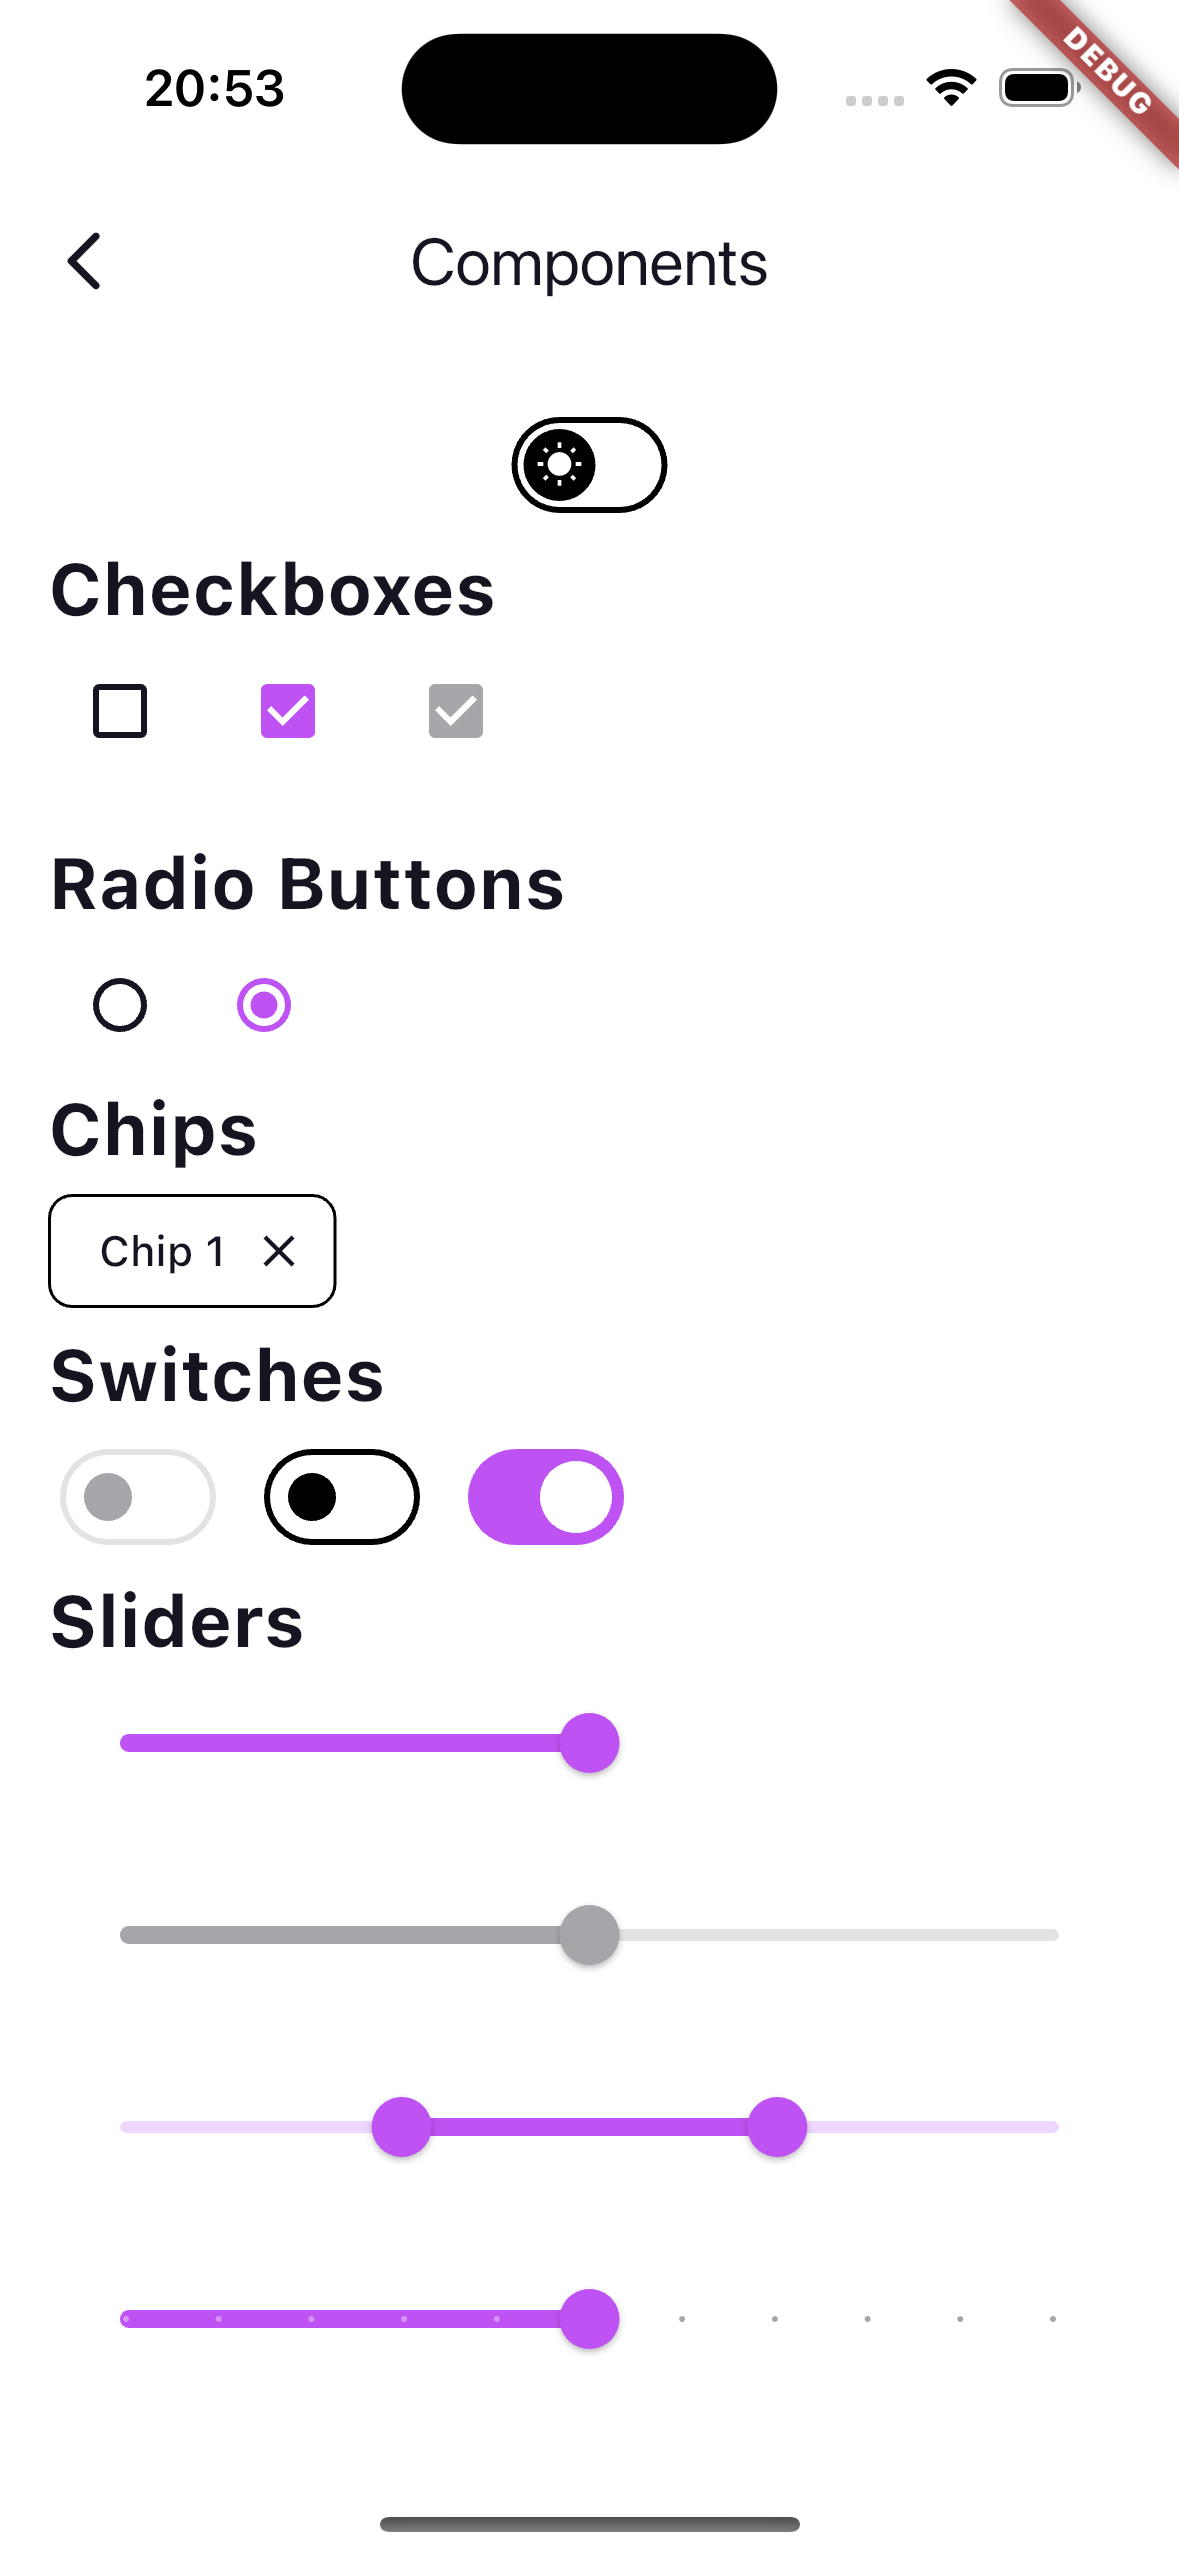 20:53
DEBUG
Components
Checkboxes
Radio Buttons
Chips
Chip 1
Switches
Sliders